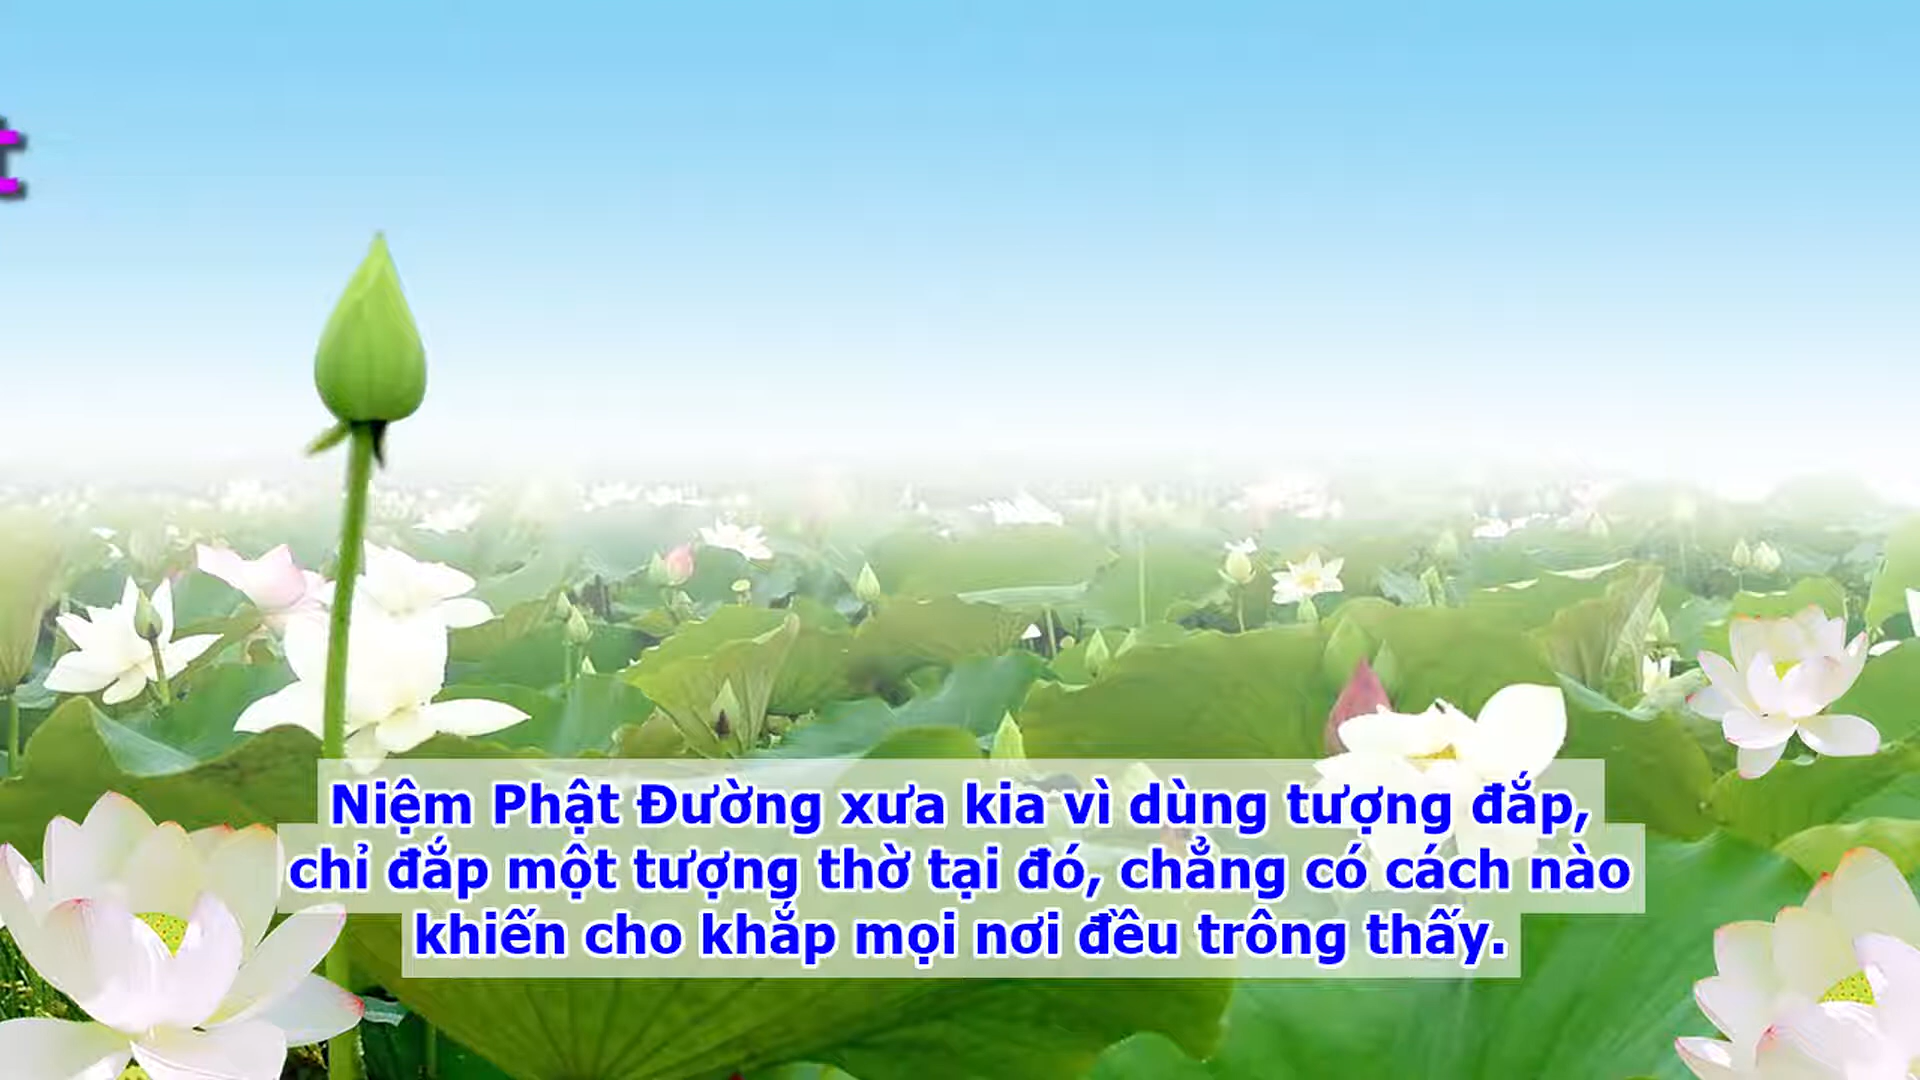 Niệm Phật Đường xưa kia vì dùng tượng đắp,
chỉ đắp một tượng thờ tại đó, chẳng có cách nào
khiến cho khắp mọi nơi đều trông thấy.